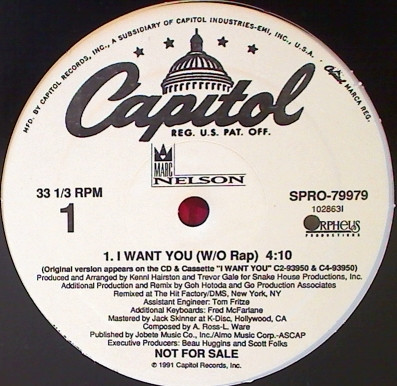 MFD. BY CAPITOL RECORDS, INC., A SUBSIDIARY OF CAPITOL INDUSTRIES-EMI, INC., U.S.A.
Capitol MARCA REG.
Capitol
REG. U.S. PAT. OFF.
MARC
NELSON
33 1/3 RPM
1
SPRO-79979
102863I
ORPHEUS
PRODUCTIONS
1. I WANT YOU (W/O Rap) 4:10
(Original version appears on the CD & Cassette "I WANT YOU" C2-93950 & C4-93950)
Produced and Arranged by Kenni Hairston and Trevor Gale for Snake House Productions, Inc.
Additional Production and Remix by Goh Hotoda and Go Production Associates
Remixed at The Hit Factory/DMS, New York, NY
Assistant Engineer: Tom Fritze
Additional Keyboards: Fred McFarlane
Mastered by Jack Skinner at K-Disc, Hollywood, CA
Composed by A. Ross-L. Ware
Published by Jobete Music Co., Inc./Almo Music Corp.-ASCAP
Executive Producers: Beau Huggins and Scott Folks
NOT FOR SALE
© 1991 Capitol Records, Inc.